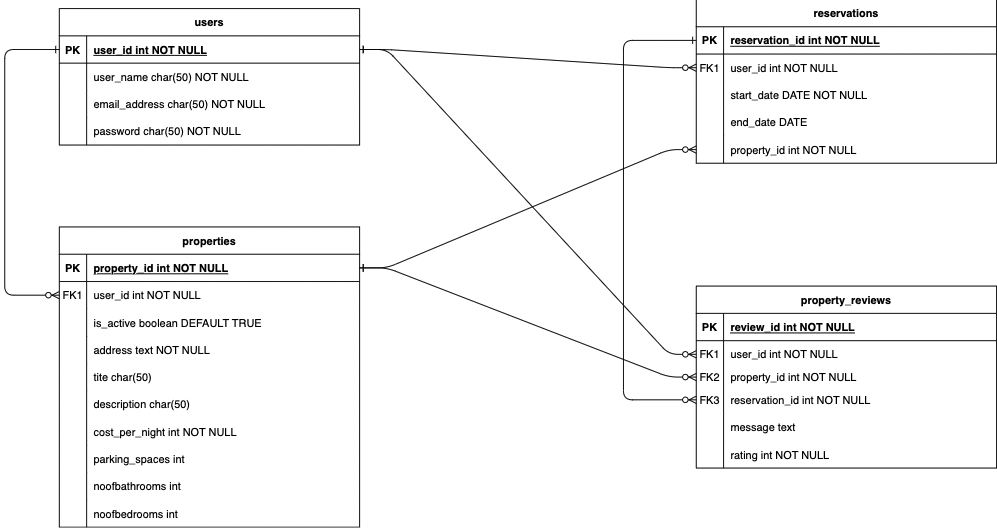 users
PK user_id int NOT NULL
user_name char(50) NOT NULL
email_address char(50) NOT NULL
password char(50) NOT NULL
reservations
PK reservation_id int NOT NULL
FK1 user_id int NOT NULL
start_date DATE NOT NULL
end_date DATE
property_id int NOT NULL
properties
PK property_id int NOT NULL
FK1 user_id int NOT NULL
is_active boolean DEFAULT TRUE
address text NOT NULL
tite char(50)
description char(50)
cost_per_night int NOT NULL
parking_spaces int
noofbathrooms int
noofbedrooms int
property_reviews
PK review_id int NOT NULL
FK1 user_id int NOT NULL
FK2 property_id int NOT NULL
FK3 reservation_id int NOT NULL
message text
rating int NOT NULL